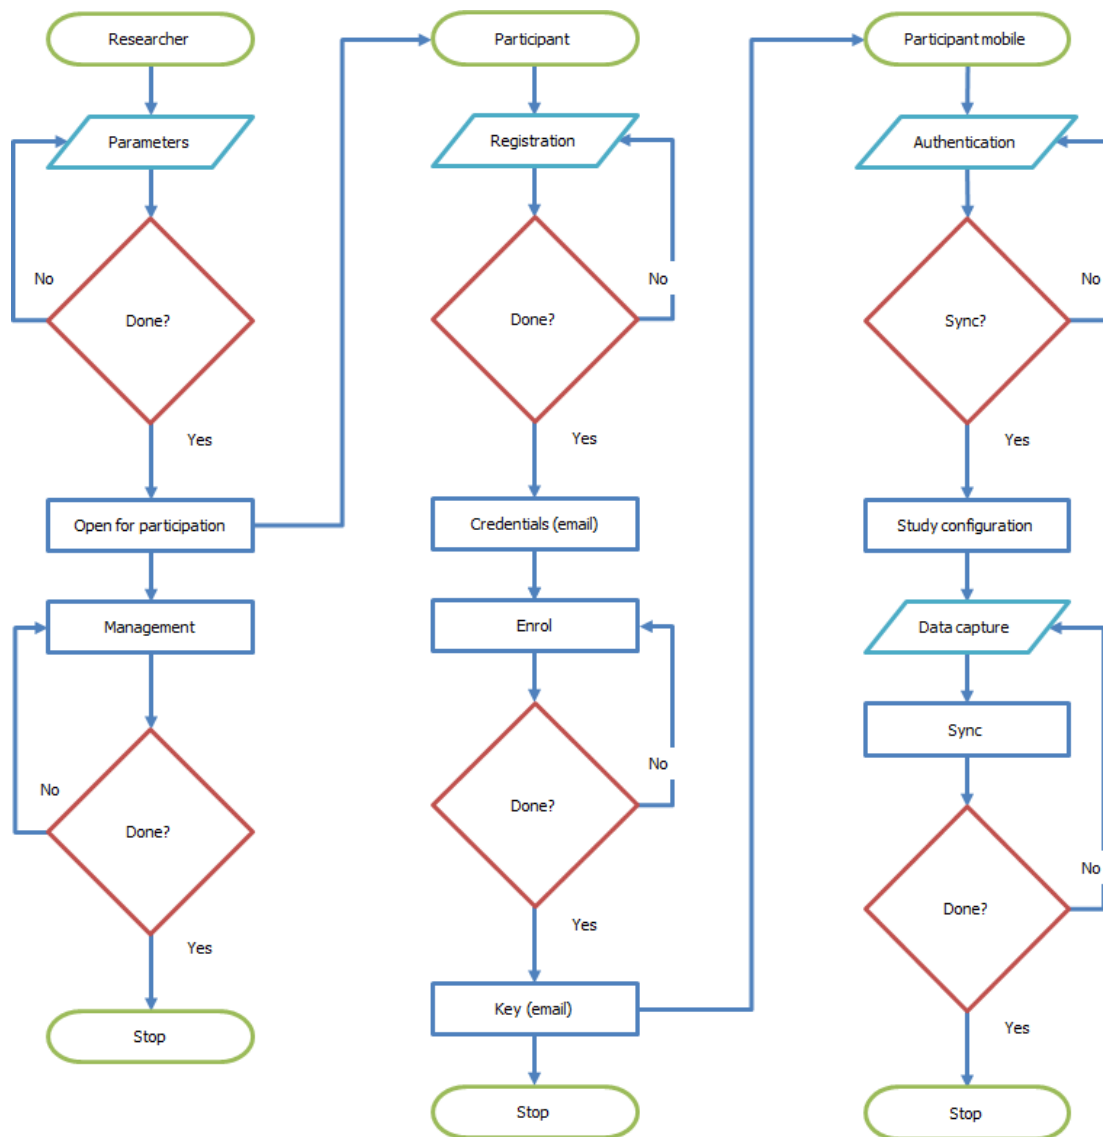 Researcher
Parameters
No
Done?
Yes
Open for participation
Management
No
Done?
Yes
Stop
Participant
Registration
No
Done?
Yes
Credentials (email)
Enrol
No
Done?
Yes
Key (email)
Stop
Participant mobile
Authentication
No
Sync?
Yes
Study configuration
Data capture
Sync
No
Done?
Yes
Stop